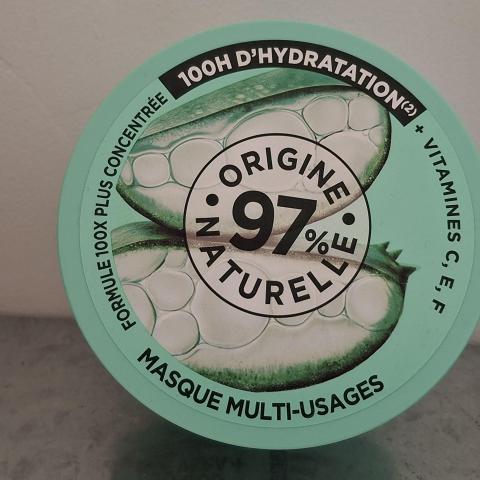 100H D'HYDRATATION(2)
+ VITAMINES C, E, F
FORMULE 100X PLUS CONCENTRÉE
ORIGINE
97%
NATURELLE
MASQUE MULTI-USAGES